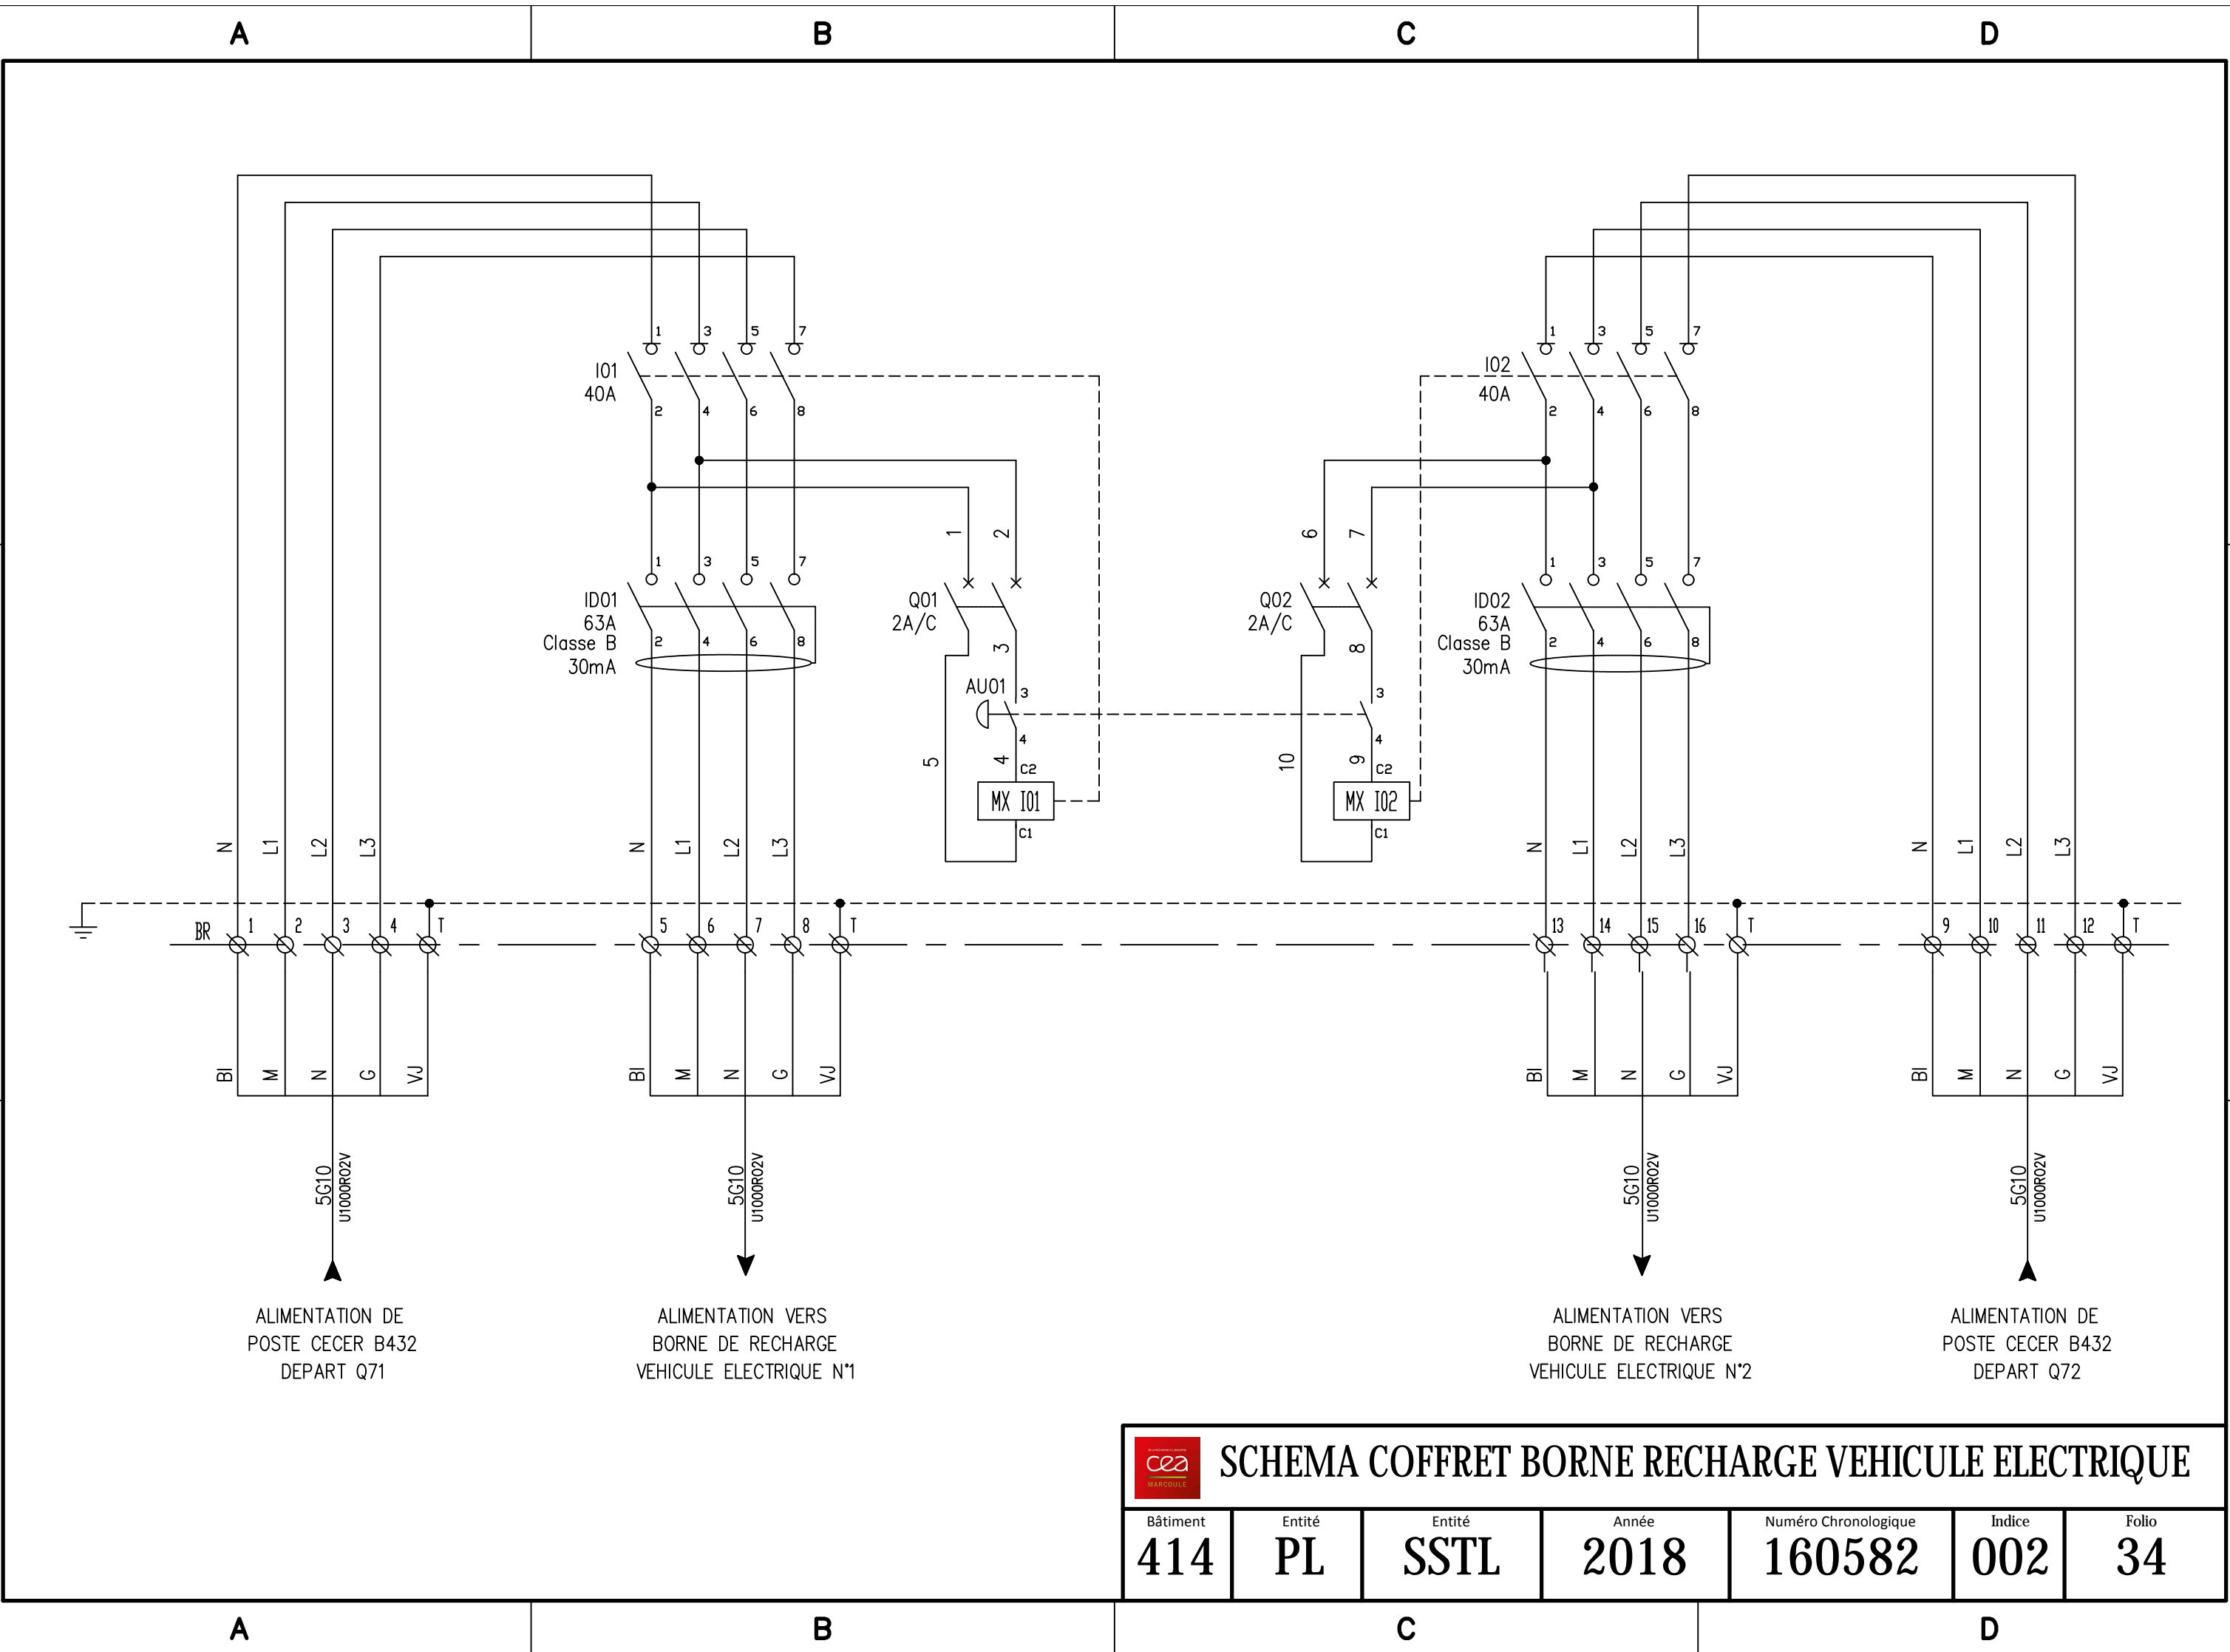 A B C D
1 3 5 7
I01
40A
2 4 6 8
1 3 5 7
I02
40A
2 4 6 8
1 2
6 7
1 3 5 7
ID01
63A
Classe B
30mA
2 4 6 8
Q01
2A/C
3
5
AU01
3
4
4
C2
MX I01
C1
Q02
2A/C
8
10
3
4
9
C2
MX I02
C1
1 3 5 7
ID02
63A
Classe B
30mA
2 4 6 8
N L1 L2 L3
N L1 L2 L3
N L1 L2 L3
N L1 L2 L3
BR 1 2 3 4 T
5 6 7 8 T
13 14 15 16 T
9 10 11 12 T
BI M N G VJ
BI M N G VJ
BI M N G VJ
BI M N G VJ
5G10
U1000R02V
5G10
U1000R02V
5G10
U1000R02V
5G10
U1000R02V
ALIMENTATION DE
POSTE CECER B432
DEPART Q71
ALIMENTATION VERS
BORNE DE RECHARGE
VEHICULE ELECTRIQUE N°1
ALIMENTATION VERS
BORNE DE RECHARGE
VEHICULE ELECTRIQUE N°2
ALIMENTATION DE
POSTE CECER B432
DEPART Q72
cea
MARCOULE
SCHEMA COFFRET BORNE RECHARGE VEHICULE ELECTRIQUE
Bâtiment Entité Entité Année Numéro Chronologique Indice Folio
414 PL SSTL 2018 160582 002 34
A B C D